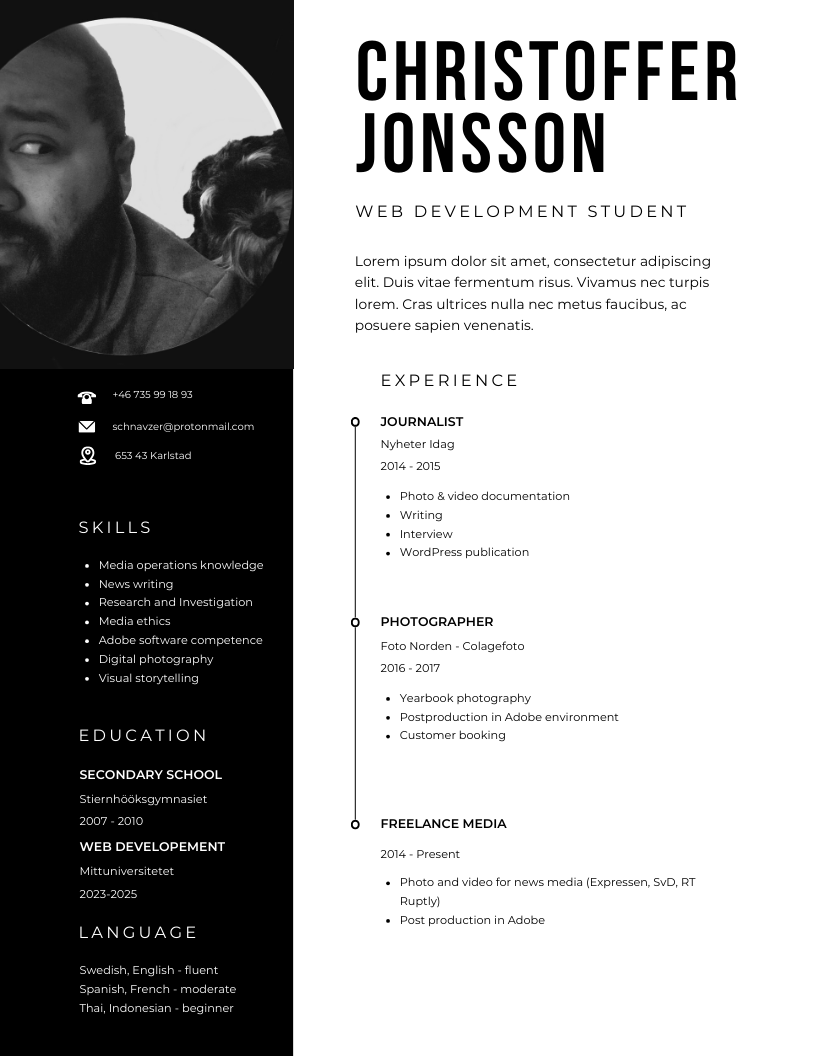 CHRISTOFFER
JONSSON
WEB DEVELOPMENT STUDENT
Lorem ipsum dolor sit amet, consectetur adipiscing
elit. Duis vitae fermentum risus. Vivamus nec turpis
lorem. Cras ultrices nulla nec metus faucibus, ac
posuere sapien venenatis.
+46 735 99 18 93
schnavzer@protonmail.com
653 43 Karlstad
SKILLS
• Media operations knowledge
• News writing
• Research and Investigation
• Media ethics
• Adobe software competence
• Digital photography
• Visual storytelling
EDUCATION
SECONDARY SCHOOL
Stiernhööksgymnasiet
2007 - 2010
WEB DEVELOPEMENT
Mittuniversitetet
2023-2025
LANGUAGE
Swedish, English - fluent
Spanish, French - moderate
Thai, Indonesian - beginner
EXPERIENCE
JOURNALIST
Nyheter Idag
2014 - 2015
• Photo & video documentation
• Writing
• Interview
• WordPress publication
PHOTOGRAPHER
Foto Norden - Colagefoto
2016 - 2017
• Yearbook photography
• Postproduction in Adobe environment
• Customer booking
FREELANCE MEDIA
2014 - Present
• Photo and video for news media (Expressen, SvD, RT
Ruptly)
• Post production in Adobe